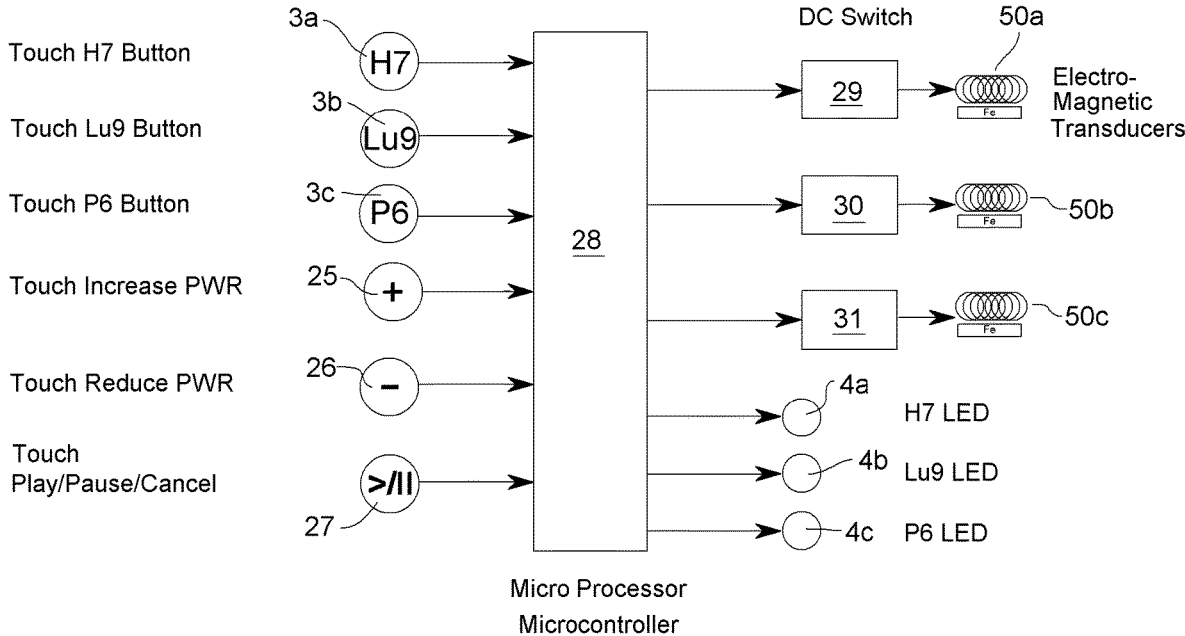 3a
DC Switch
50a
Touch H7 Button
H7
29
Fe
Electro-
Magnetic
Transducers
3b
Touch Lu9 Button
Lu9
3c
Touch P6 Button
P6
28
30
Fe
50b
Touch Increase PWR
25
+
31
Fe
50c
Touch Reduce PWR
26
-
4a
H7 LED
Touch
Play/Pause/Cancel
>/II
27
4b
Lu9 LED
4c
P6 LED
Micro Processor
Microcontroller